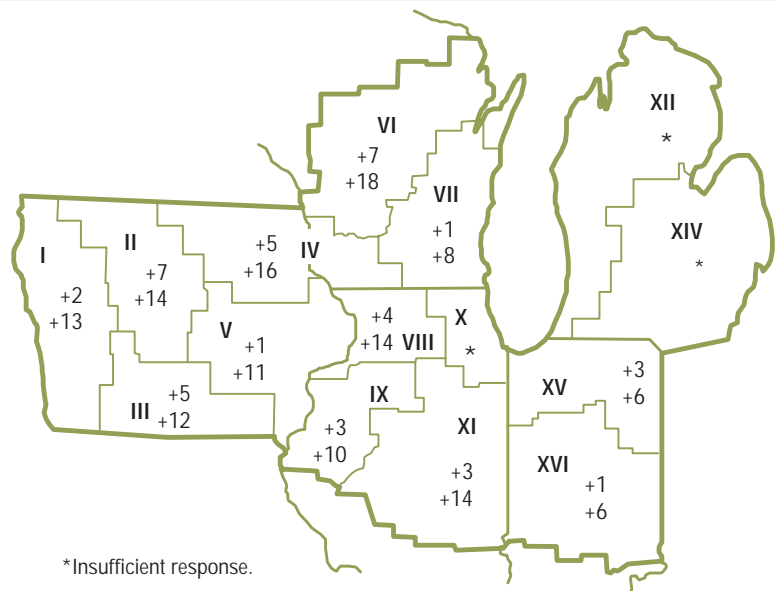 XII
*
VI
+7
+18
VII
+1
+8
XIV
*
I
+2
+13
II
+7
+14
+5
+16
IV
V
+1
+11
+4
+14
VIII
X
*
III
+5
+12
IX
+3
+10
XI
+3
+14
XV
+3
+6
XVI
+1
+6
*Insufficient response.